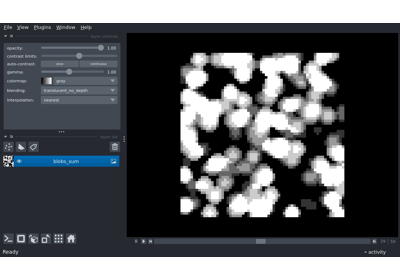 File View Plugins Window Help
opacity: 1.00
contrast limits:
auto-contrast: once continuous
gamma: 1.00
colormap: gray
blending: translucent_no_depth
interpolation: nearest
blobs_sum
Ready
activity